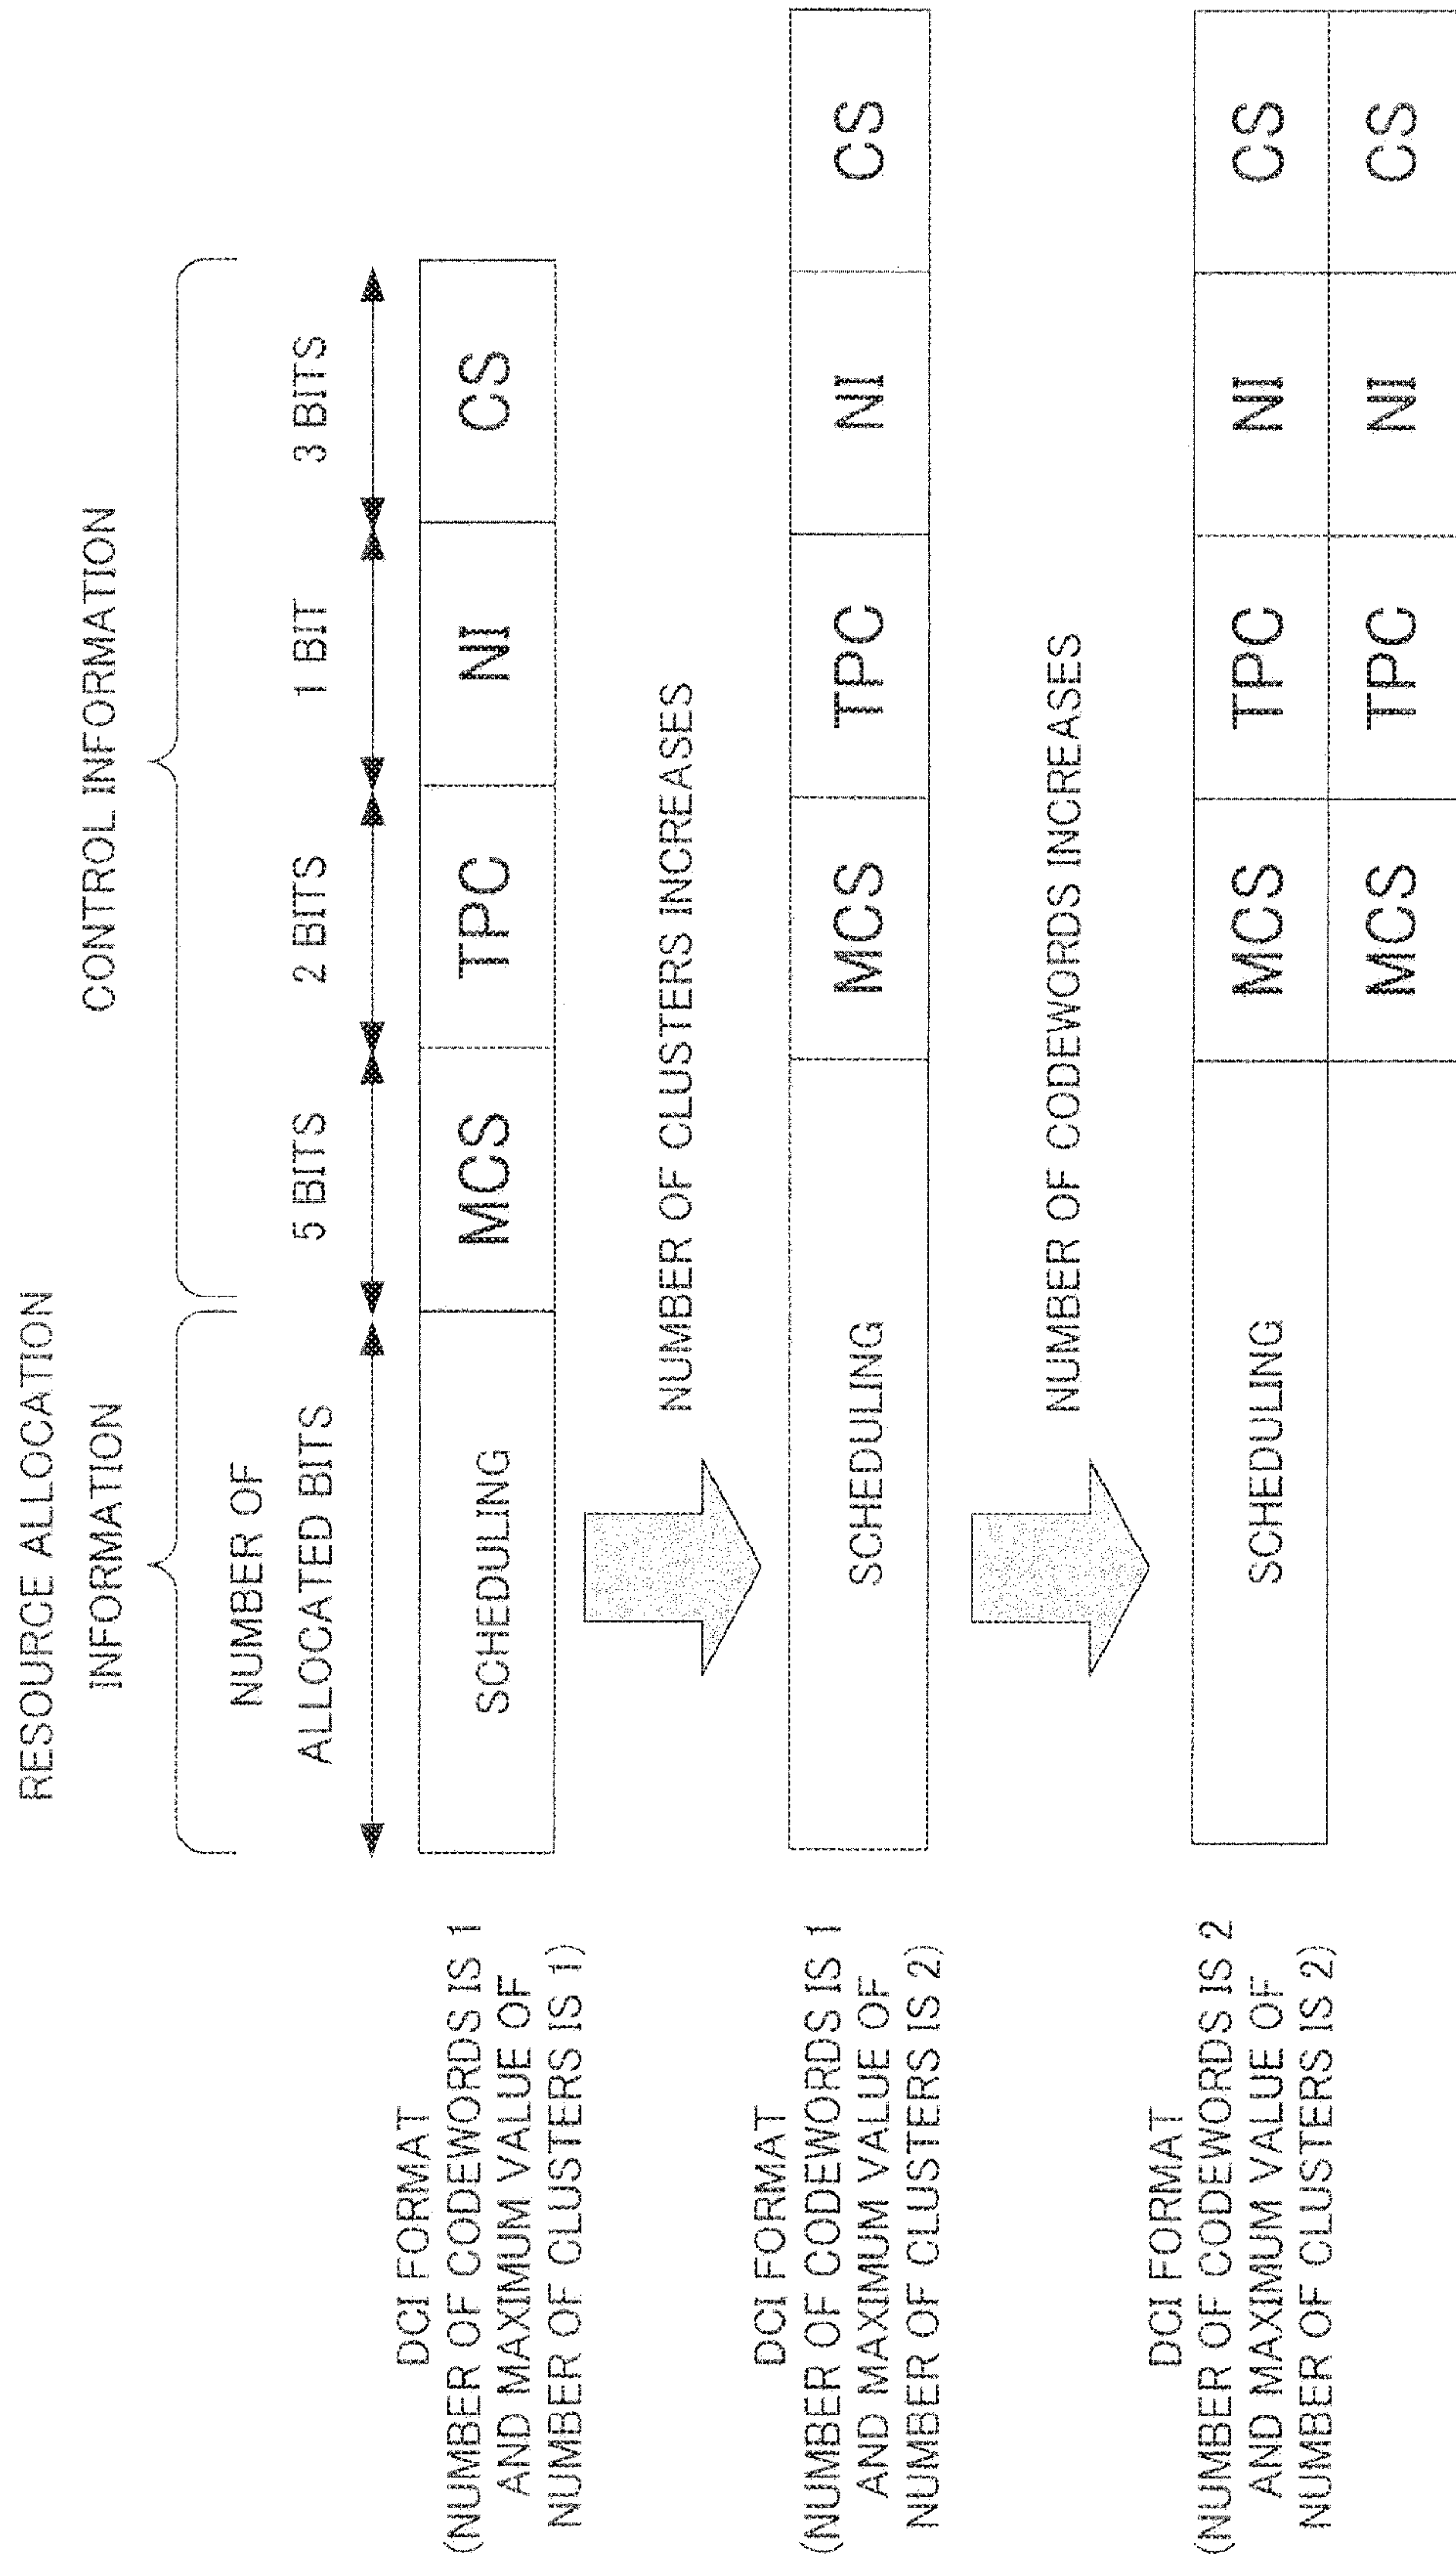 RESOURCE ALLOCATION
INFORMATION
CONTROL INFORMATION
NUMBER OF
ALLOCATED BITS
5 BITS
2 BITS
1 BIT
3 BITS
DCI FORMAT
(NUMBER OF CODEWORDS IS 1
AND MAXIMUM VALUE OF
NUMBER OF CLUSTERS IS 1)
SCHEDULING
MCS
TPC
NI
CS
NUMBER OF CLUSTERS INCREASES
DCI FORMAT
(NUMBER OF CODEWORDS IS 1
AND MAXIMUM VALUE OF
NUMBER OF CLUSTERS IS 2)
SCHEDULING
MCS
TPC
NI
CS
NUMBER OF CODEWORDS INCREASES
DCI FORMAT
(NUMBER OF CODEWORDS IS 2
AND MAXIMUM VALUE OF
NUMBER OF CLUSTERS IS 2)
SCHEDULING
MCS
TPC
NI
CS
MCS
TPC
NI
CS